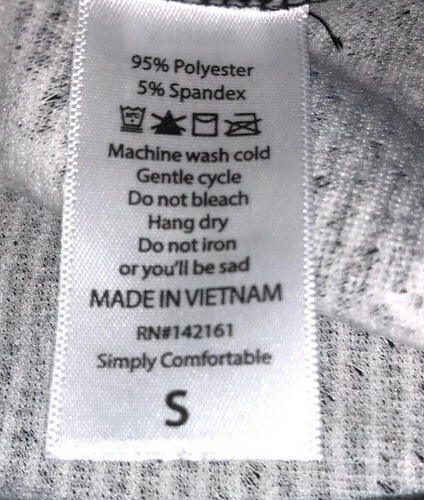 95% Polyester
5% Spandex
Machine wash cold
Gentle cycle
Do not bleach
Hang dry
Do not iron
or you'll be sad
MADE IN VIETNAM
RN#142161
Simply Comfortable
S